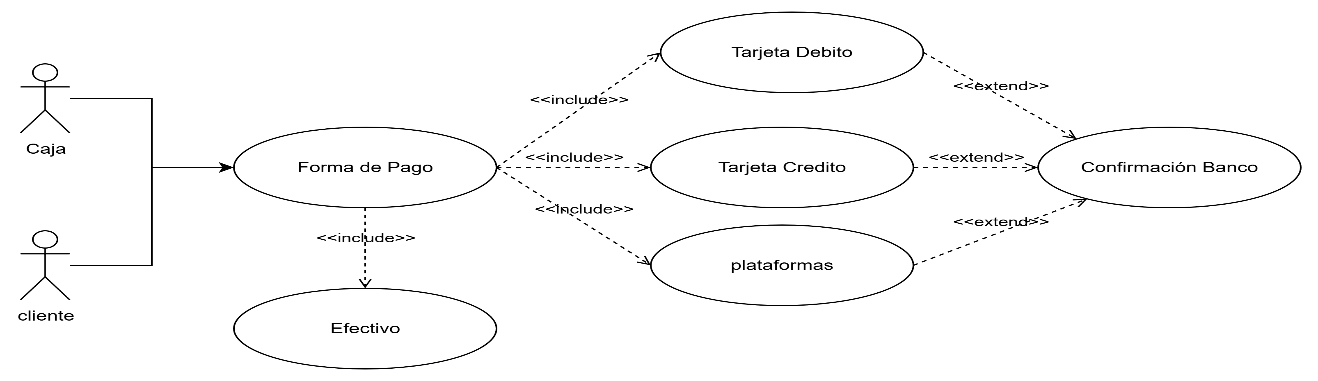 Tarjeta Debito
<<include>>
<<extend>>
Caja
Forma de Pago
<<include>>
Tarjeta Credito
<<extend>>
Confirmación Banco
<<include>>
<<extend>>
<<include>>
plataformas
cliente
Efectivo